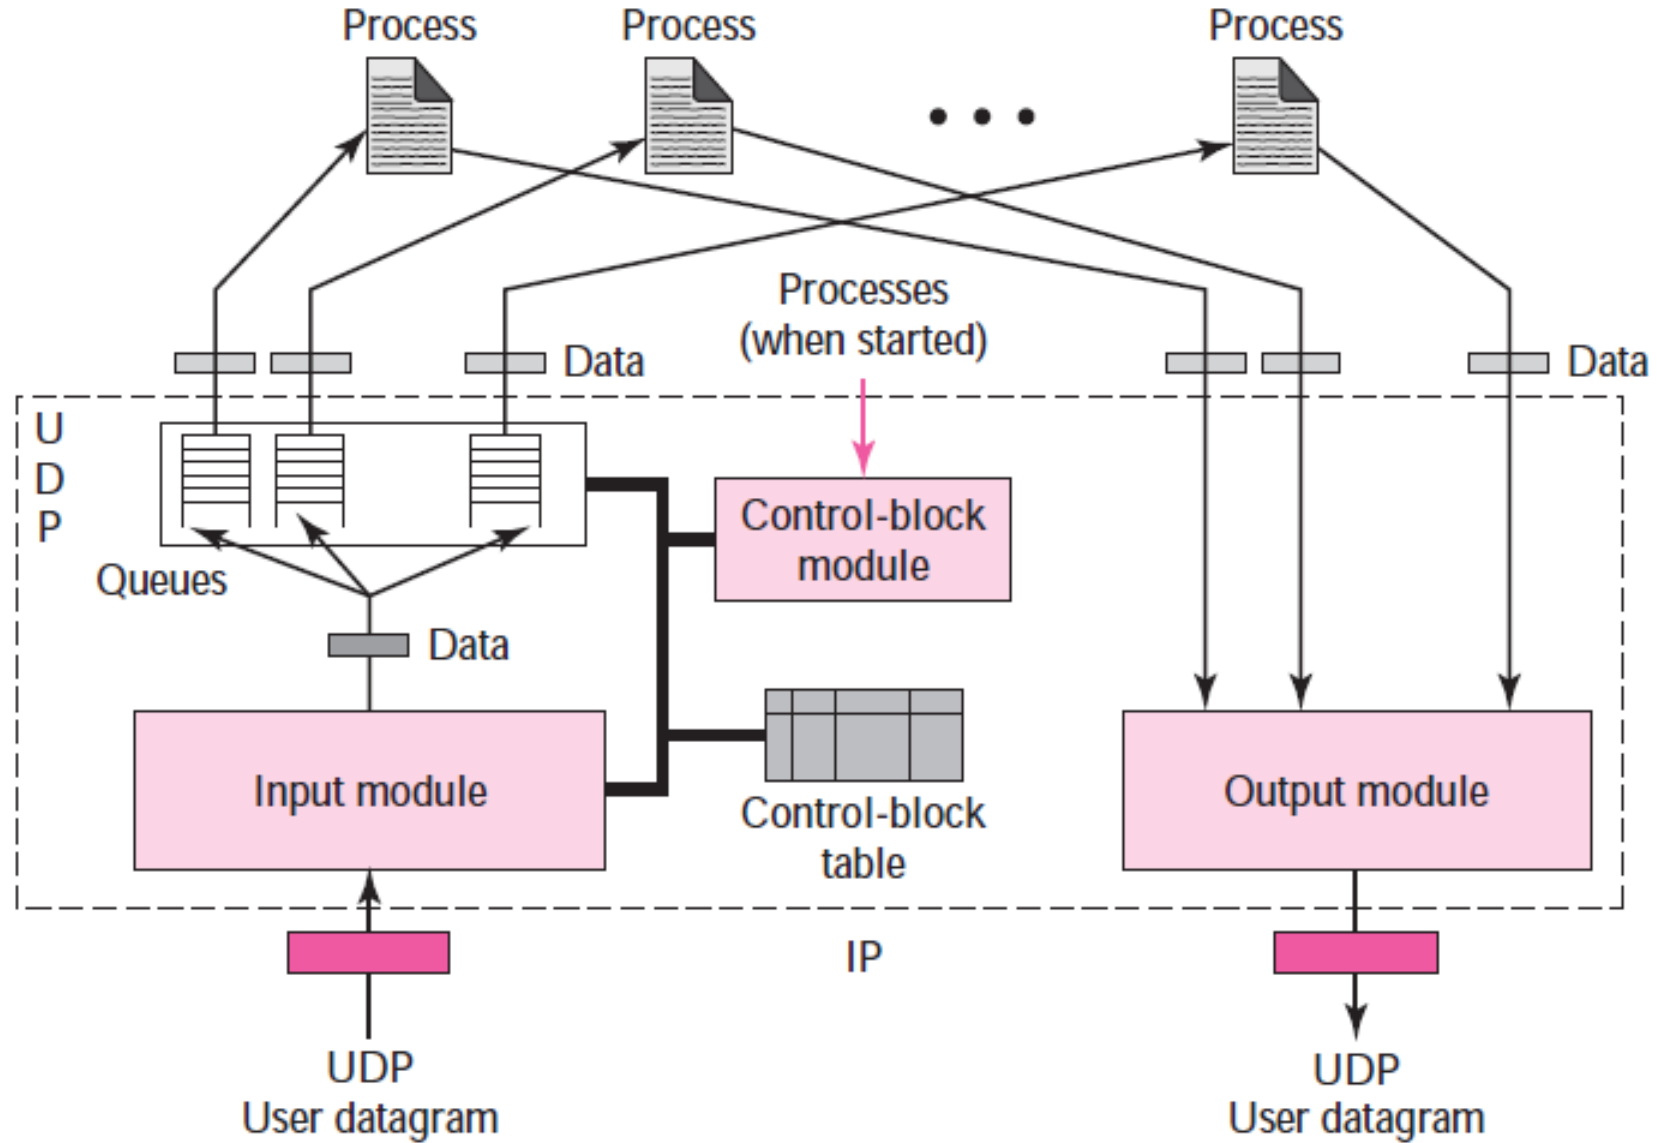 Process
Process
Process
Processes
(when started)
Data
Data
U
D
P
Control-block
module
Queues
Data
Input module
Control-block
table
Output module
IP
UDP
User datagram
UDP
User datagram